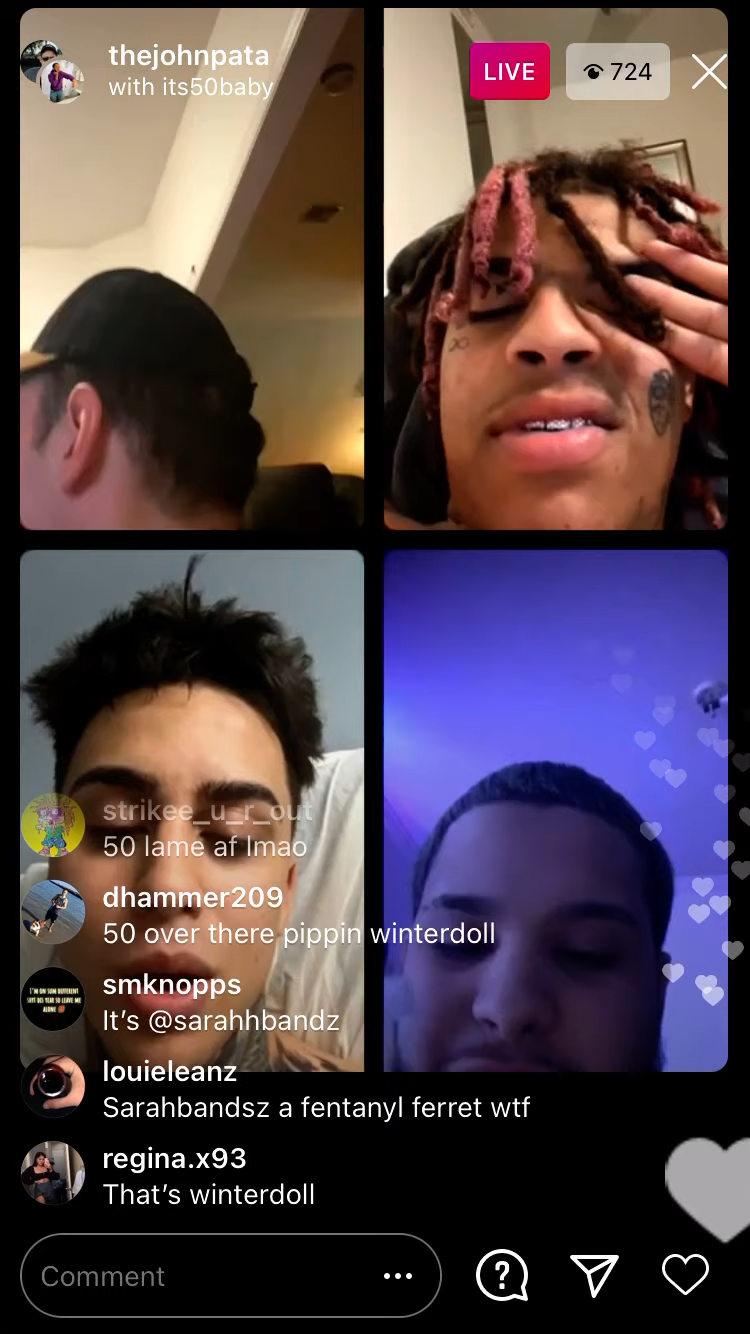 thejohnpata
with its50baby
LIVE
724
strikee_u_r_out
50 lame af lmao
dhammer209
50 over there pippin winterdoll
smknopps
It’s @sarahhbandz
louieleanz
Sarahbandsz a fentanyl ferret wtf
regina.x93
That’s winterdoll
Comment